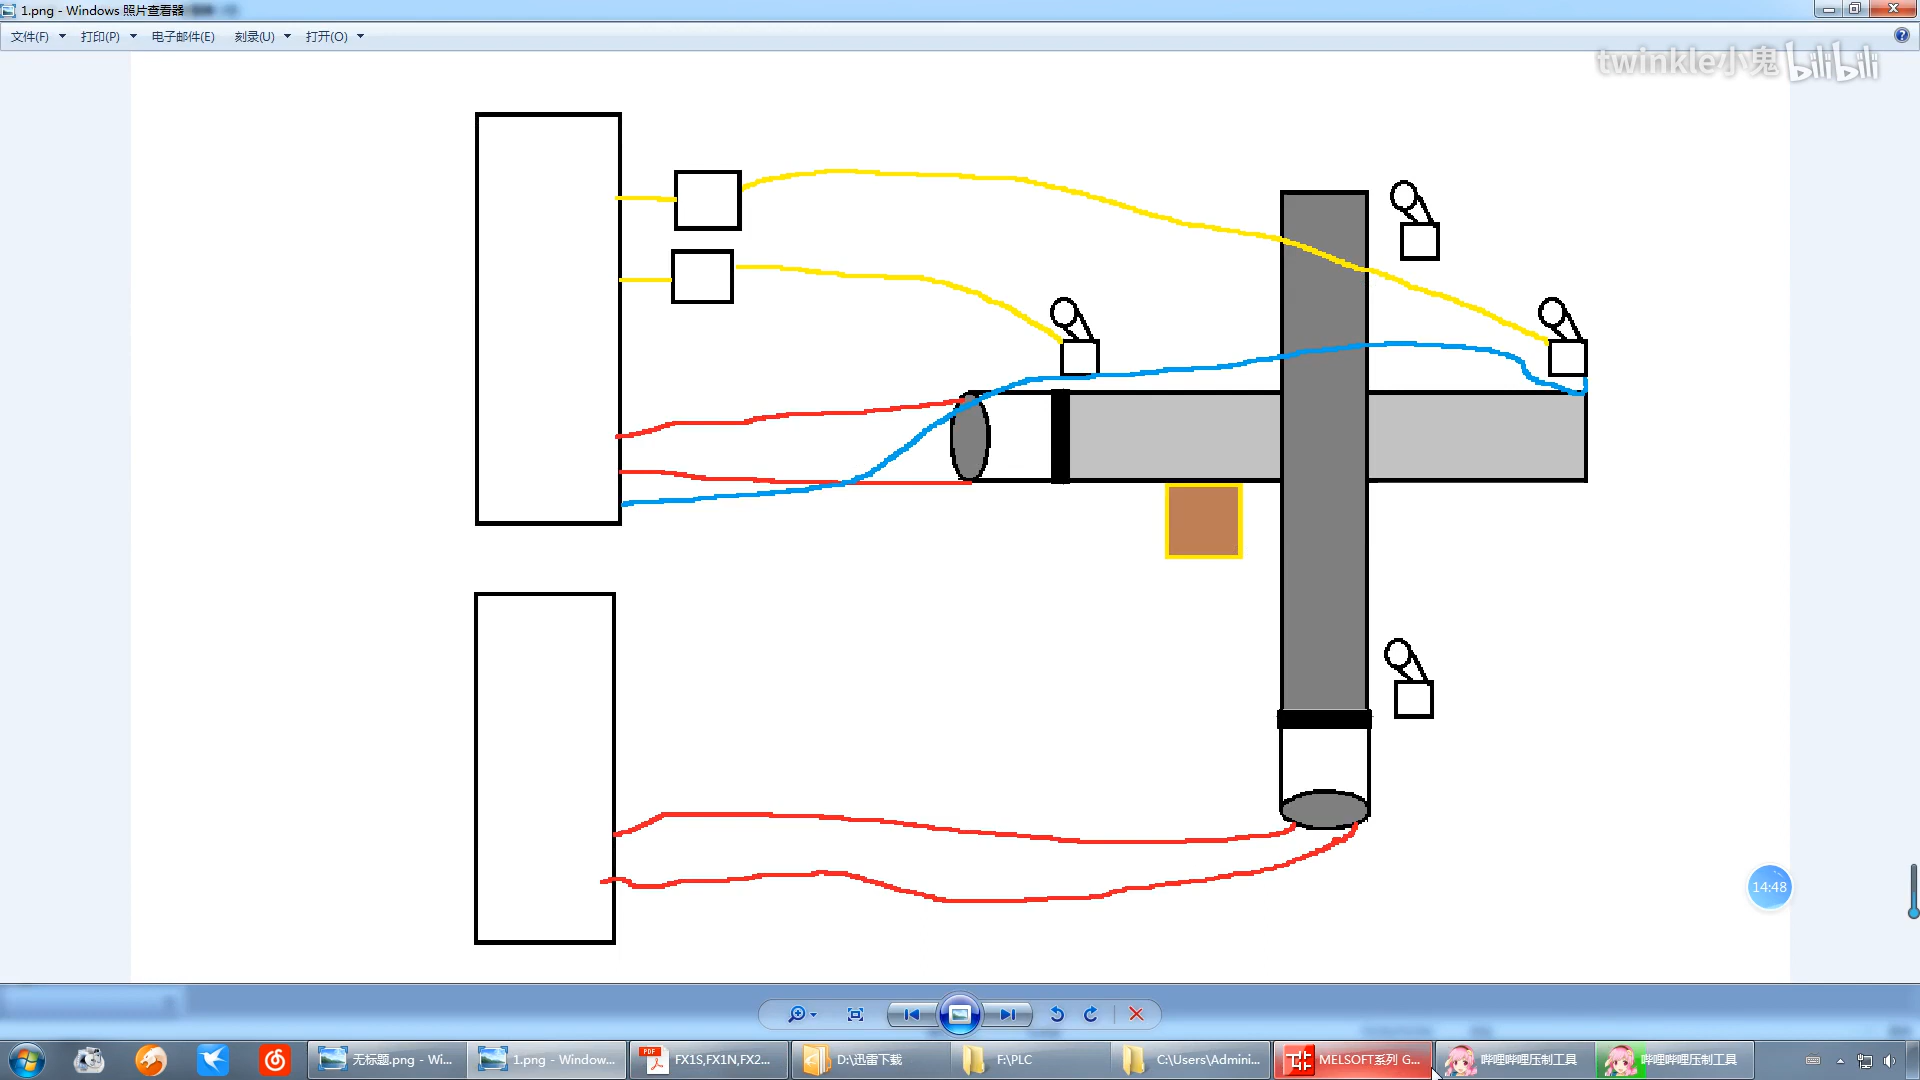 1.png - Windows 照片查看器
文件(F) 打印(P) 电子邮件(E) 刻录(U) 打开(O)
twinkle小鬼 bilibili
14:48
无标题.png - Wi...
1.png - Window...
PDF
FX1S,FX1N,FX2...
D:\迅雷下载
F:\PLC
C:\Users\Admini...
MELSOFT系列 G...
哔哩哔哩压制工具
哔哩哔哩压制工具